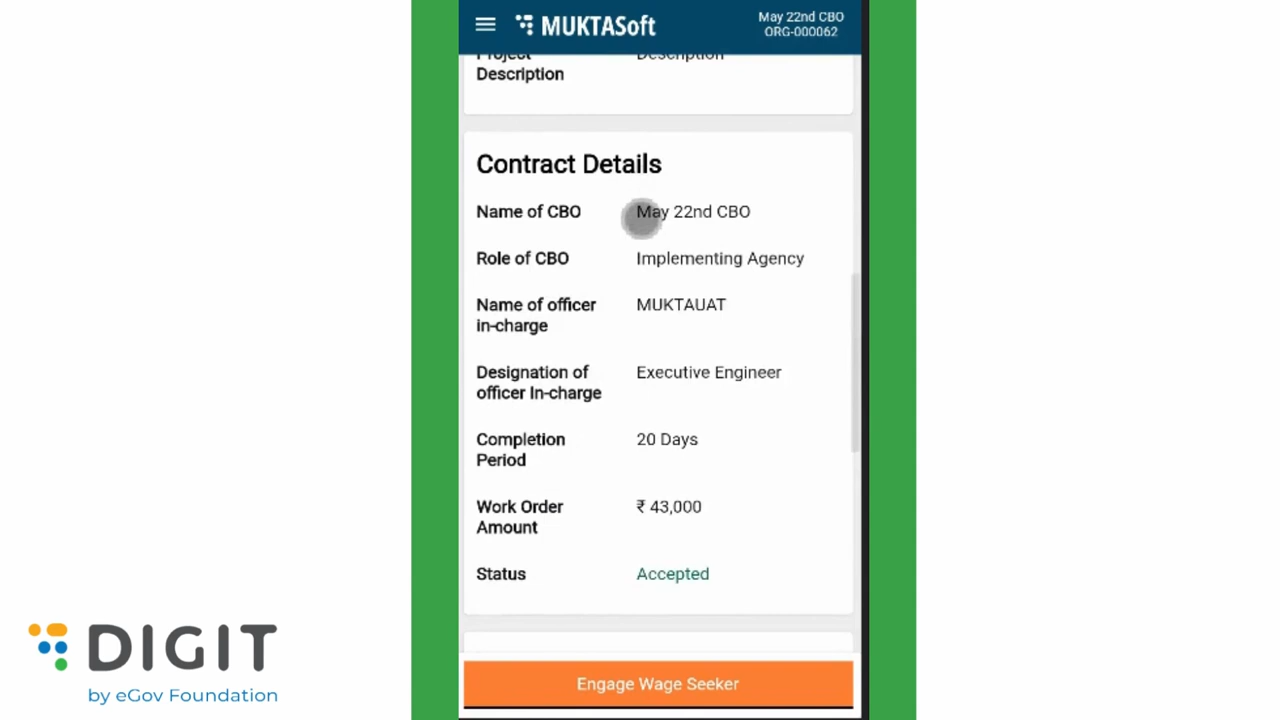 MUKTASoft
May 22nd CBO
ORG-000062
Project Description
Description
Contract Details
Name of CBO May 22nd CBO
Role of CBO Implementing Agency
Name of officer MUKTAUAT
in-charge
Designation of Executive Engineer
officer In-charge
Completion 20 Days
Period
Work Order ₹ 43,000
Amount
Status Accepted
Engage Wage Seeker
DIGIT
by eGov Foundation